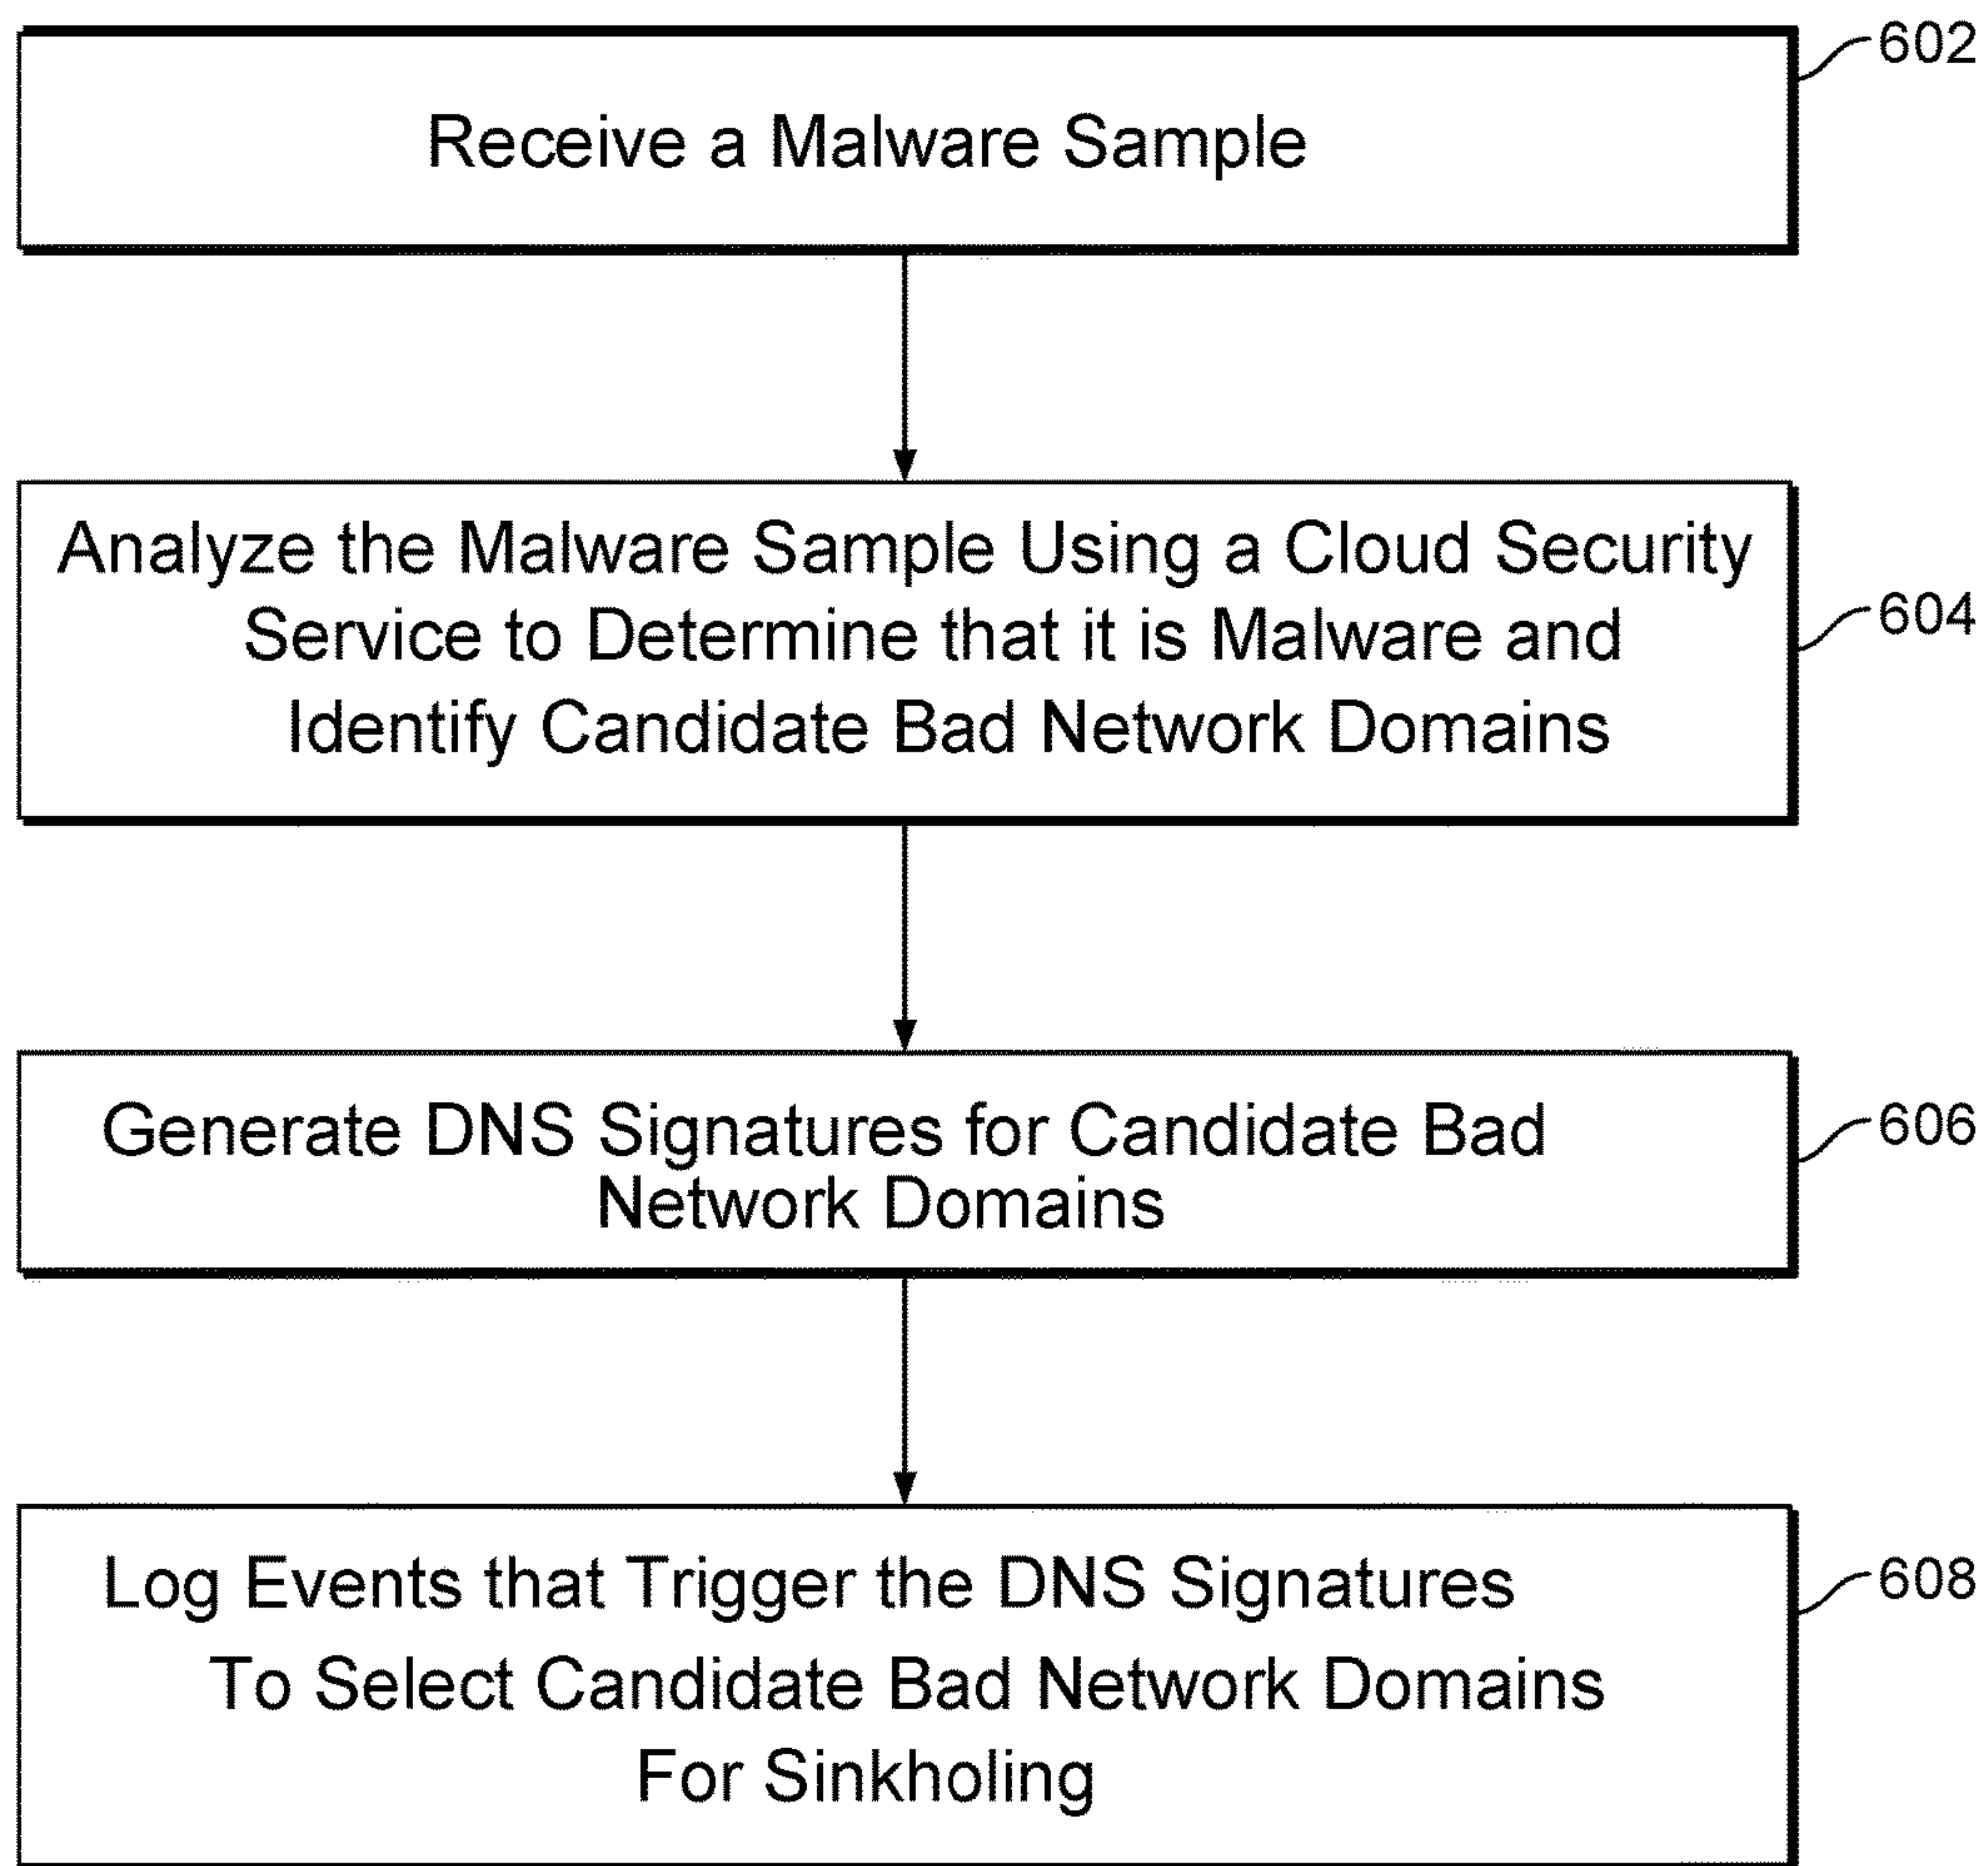 602
Receive a Malware Sample
Analyze the Malware Sample Using a Cloud Security
Service to Determine that it is Malware and
Identify Candidate Bad Network Domains
604
Generate DNS Signatures for Candidate Bad
Network Domains
606
Log Events that Trigger the DNS Signatures
To Select Candidate Bad Network Domains
For Sinkholing
608